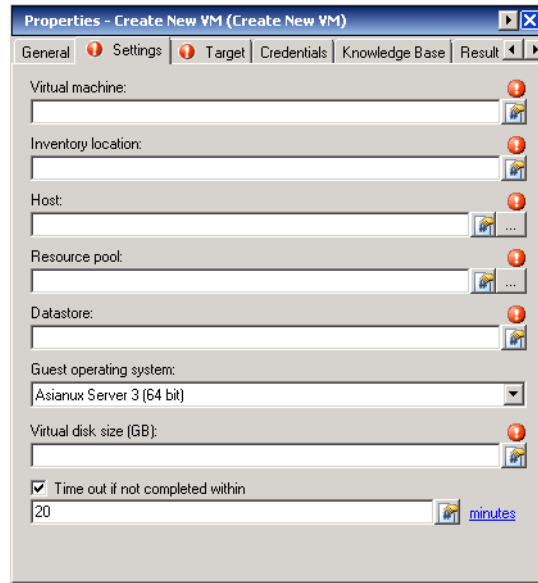 Properties - Create New VM (Create New VM)
General Settings Target Credentials Knowledge Base Result
Virtual machine:
Inventory location:
Host:
...
Resource pool:
...
Datastore:
Guest operating system:
Asianux Server 3 (64 bit)
Virtual disk size (GB):
Time out if not completed within
20 minutes